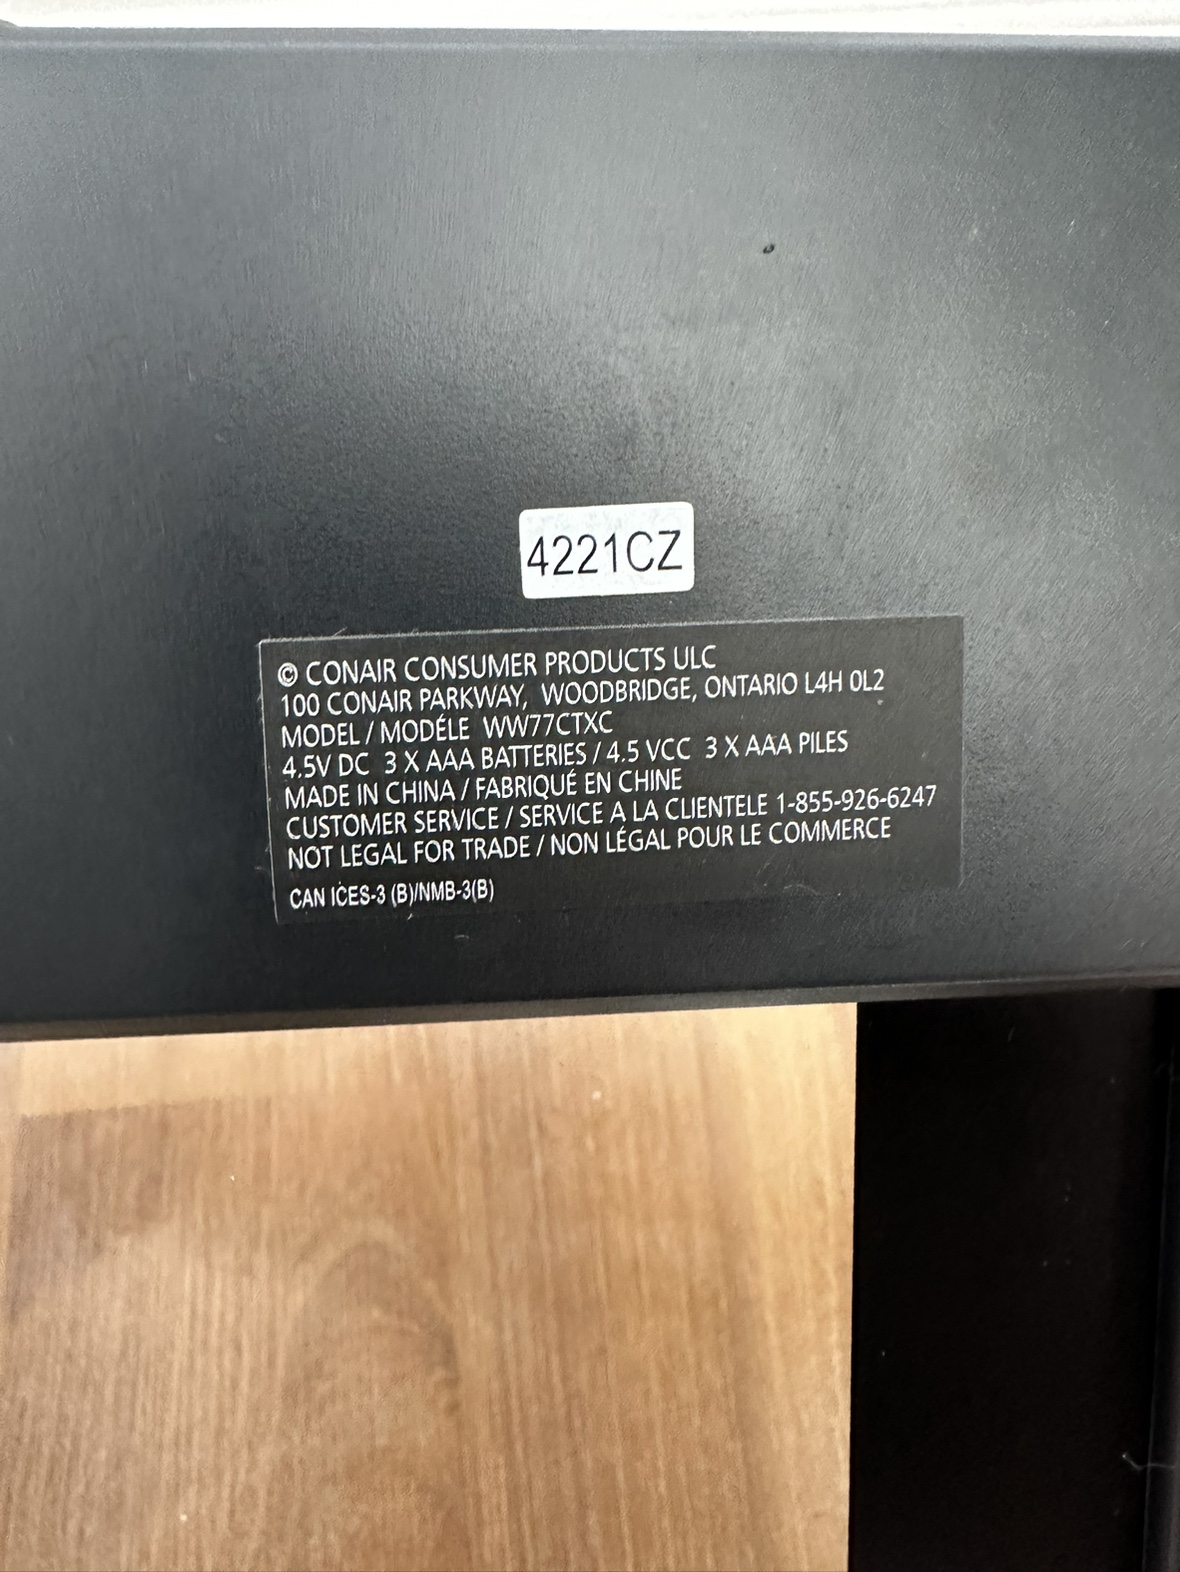 4221CZ
© CONAIR CONSUMER PRODUCTS ULC
100 CONAIR PARKWAY, WOODBRIDGE, ONTARIO L4H 0L2
MODEL / MODÉLE WW77CTXC
4.5V DC 3 X AAA BATTERIES / 4.5 VCC 3 X AAA PILES
MADE IN CHINA / FABRIQUÉ EN CHINE
CUSTOMER SERVICE / SERVICE A LA CLIENTELE 1-855-926-6247
NOT LEGAL FOR TRADE / NON LÉGAL POUR LE COMMERCE
CAN ICES-3 (B)/NMB-3(B)